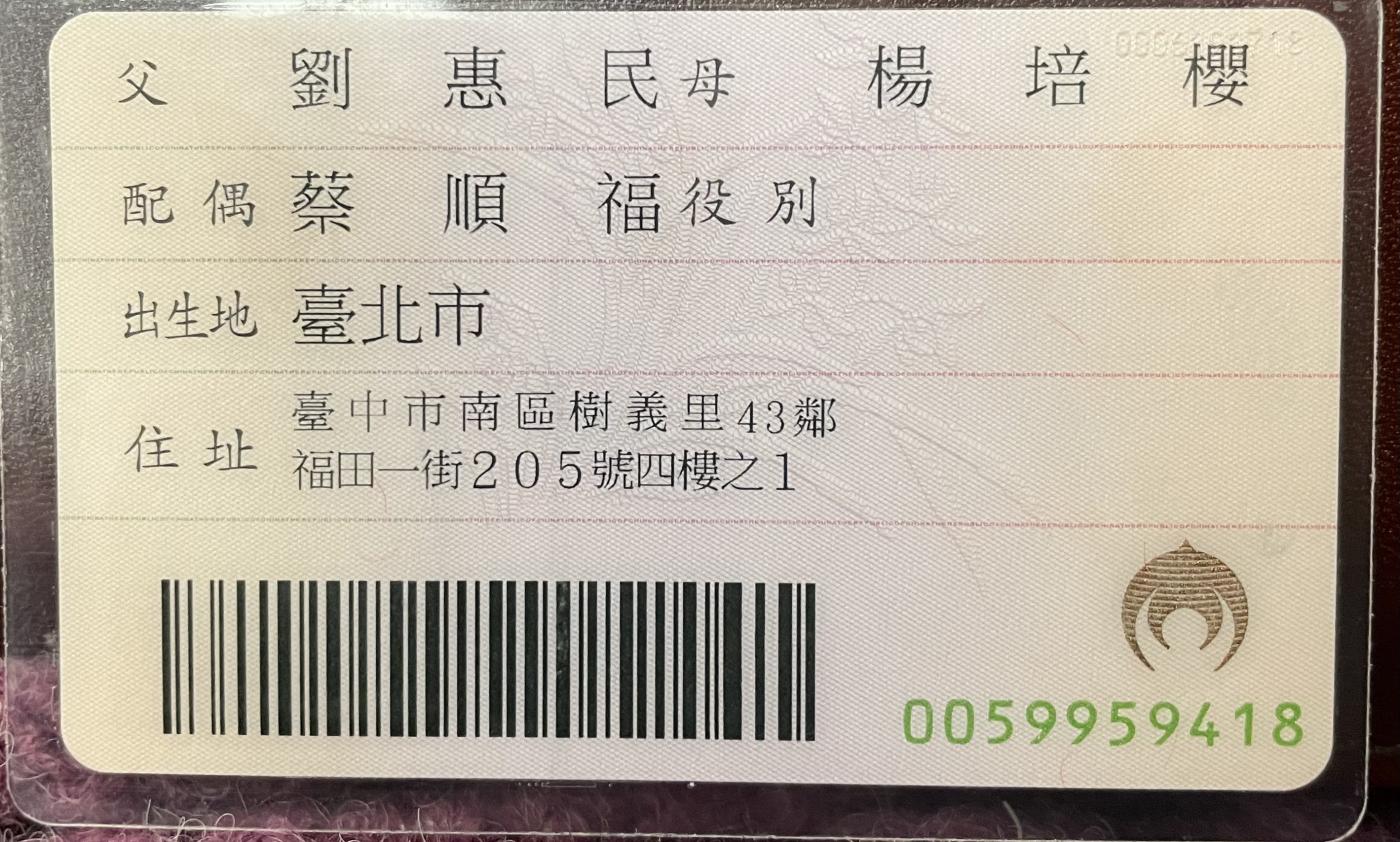 父 劉惠民 母 楊培櫻
配偶 蔡順福 役別
出生地 臺北市
住址 臺中市南區樹義里43鄰
福田一街205號四樓之1
0059959418